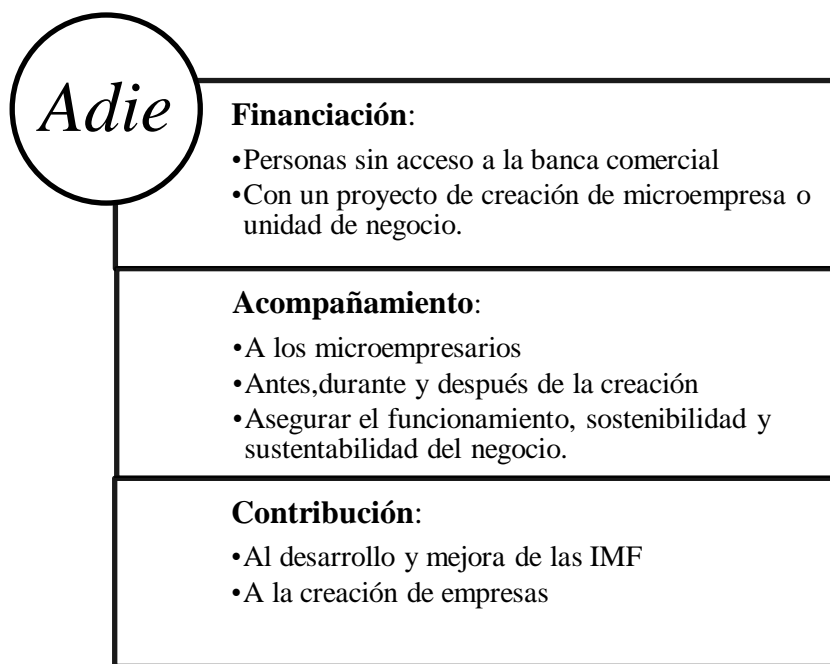 Adie
Financiación:
•Personas sin acceso a la banca comercial
•Con un proyecto de creación de microempresa o
unidad de negocio.
Acompañamiento:
•A los microempresarios
•Antes,durante y después de la creación
•Asegurar el funcionamiento, sostenibilidad y
sustentabilidad del negocio.
Contribución:
•Al desarrollo y mejora de las IMF
•A la creación de empresas